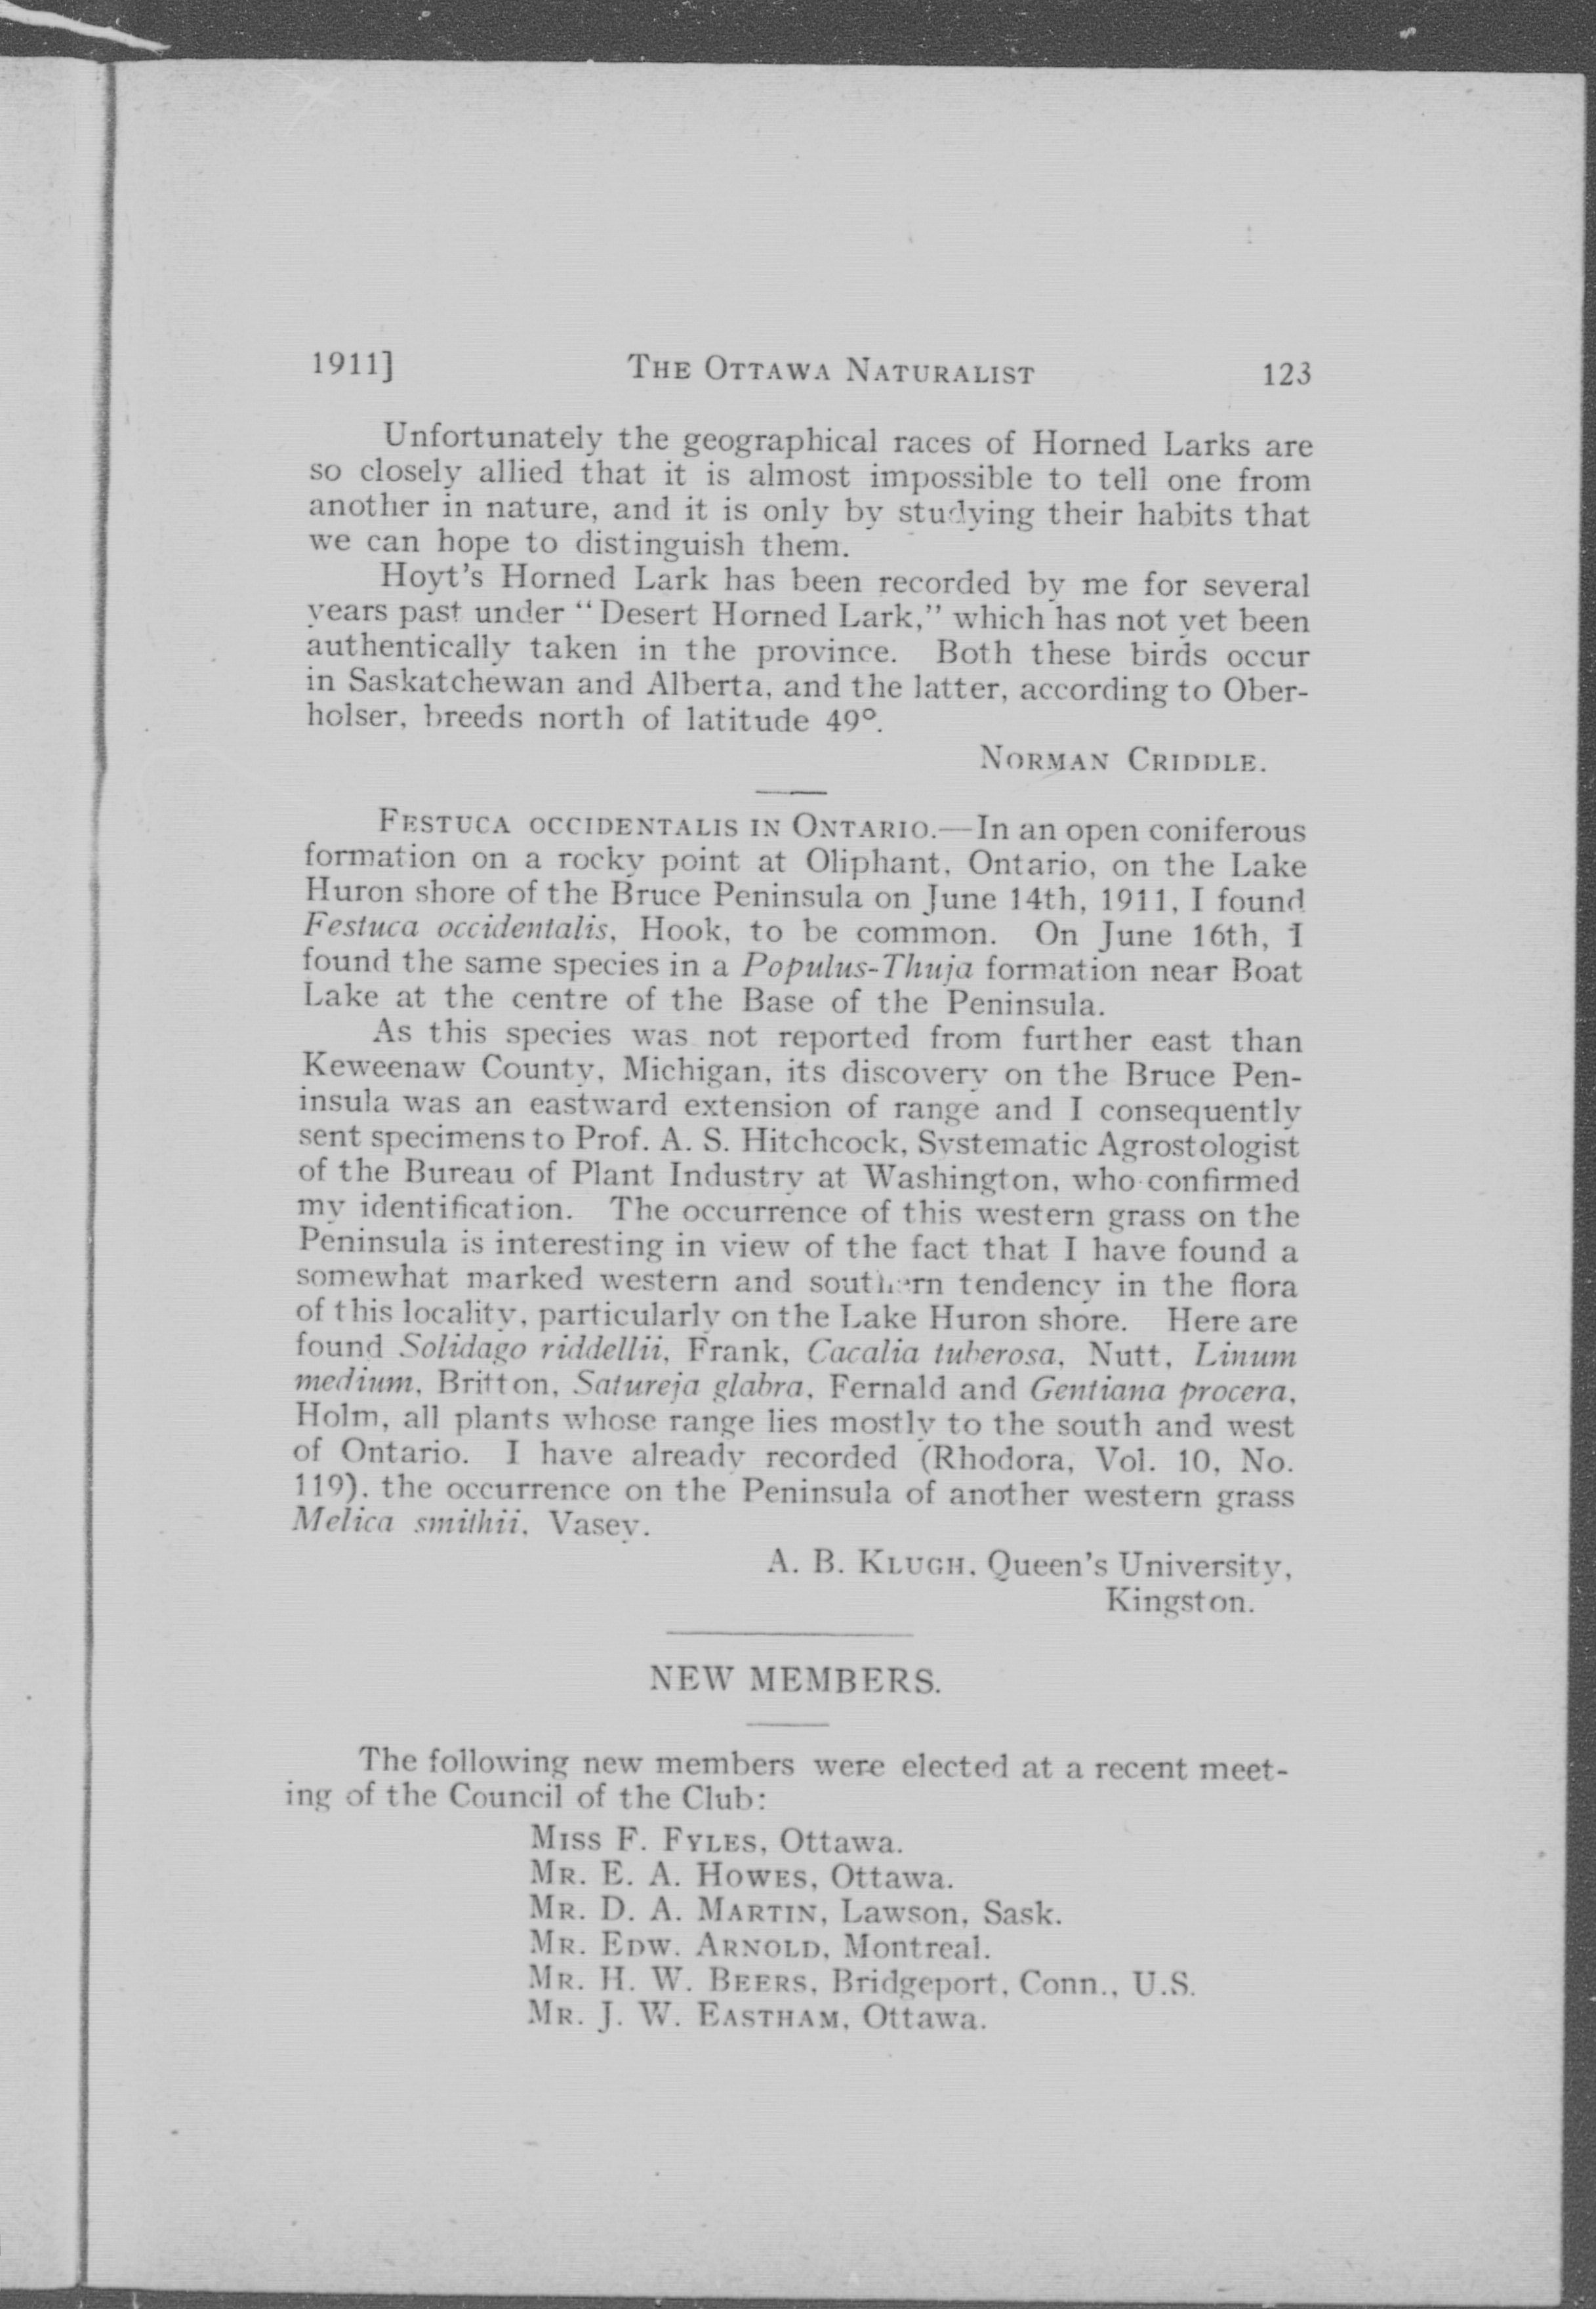 1911] THE OTTAWA NATURALIST 123
Unfortunately the geographical races of Horned Larks are
so closely allied that it is almost impossible to tell one from
another in nature, and it is only by studying their habits that
we can hope to distinguish them.
Hoyt's Horned Lark has been recorded by me for several
years past under "Desert Horned Lark," which has not yet been
authentically taken in the province. Both these birds occur
in Saskatchewan and Alberta, and the latter, according to Ober-
holser, breeds north of latitude 49°.
NORMAN CRIDDLE.
FESTUCA OCCIDENTALIS IN ONTARIO.—In an open coniferous
formation on a rocky point at Oliphant, Ontario, on the Lake
Huron shore of the Bruce Peninsula on June 14th, 1911, I found
Festuca occidentalis, Hook, to be common. On June 16th, I
found the same species in a Populus-Thuja formation near Boat
Lake at the centre of the Base of the Peninsula.
As this species was not reported from further east than
Keweenaw County, Michigan, its discovery on the Bruce Pen-
insula was an eastward extension of range and I consequently
sent specimens to Prof. A. S. Hitchcock, Systematic Agrostologist
of the Bureau of Plant Industry at Washington, who confirmed
my identification. The occurrence of this western grass on the
Peninsula is interesting in view of the fact that I have found a
somewhat marked western and southern tendency in the flora
of this locality, particularly on the Lake Huron shore. Here are
found Solidago riddellii, Frank, Cacalia tuberosa, Nutt, Linum
medium, Britton, Satureja glabra, Fernald and Gentiana procera,
Holm, all plants whose range lies mostly to the south and west
of Ontario. I have already recorded (Rhodora, Vol. 10, No.
119). the occurrence on the Peninsula of another western grass
Melica smithii, Vasey.
A. B. KLUGH, Queen's University,
Kingston.
NEW MEMBERS.
The following new members were elected at a recent meet-
ing of the Council of the Club:
MISS F. FYLES, Ottawa.
MR. E. A. HOWES, Ottawa.
MR. D. A. MARTIN, Lawson, Sask.
MR. EDW. ARNOLD, Montreal.
MR. H. W. BEERS, Bridgeport, Conn., U.S.
MR. J. W. EASTHAM, Ottawa.